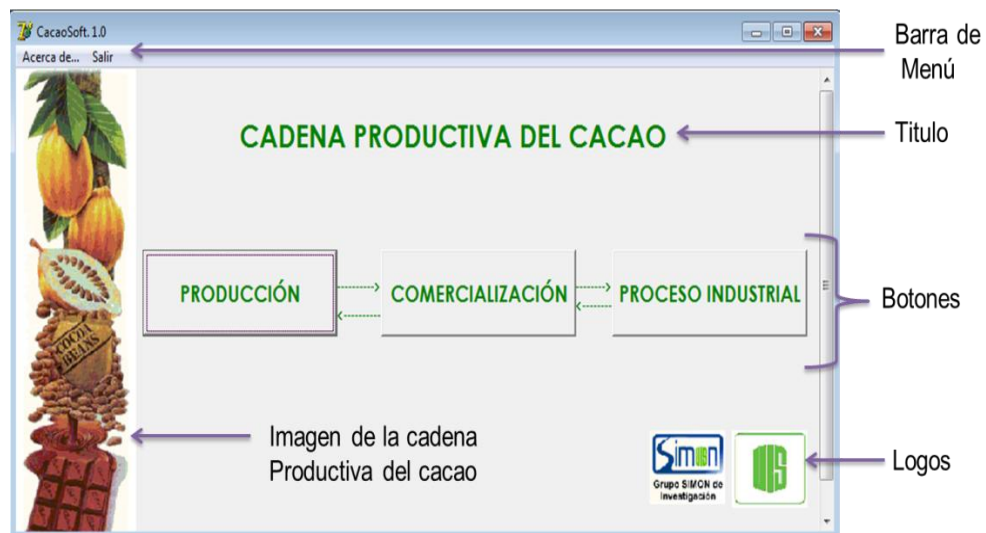 CacaoSoft. 1.0
Acerca de... Salir
Barra de
Menú
CADENA PRODUCTIVA DEL CACAO
Titulo
PRODUCCIÓN
COMERCIALIZACIÓN
PROCESO INDUSTRIAL
Botones
COCOA
BEANS
Imagen de la cadena
Productiva del cacao
Simon
Grupo SIMON de
Investigación
UIS
Logos